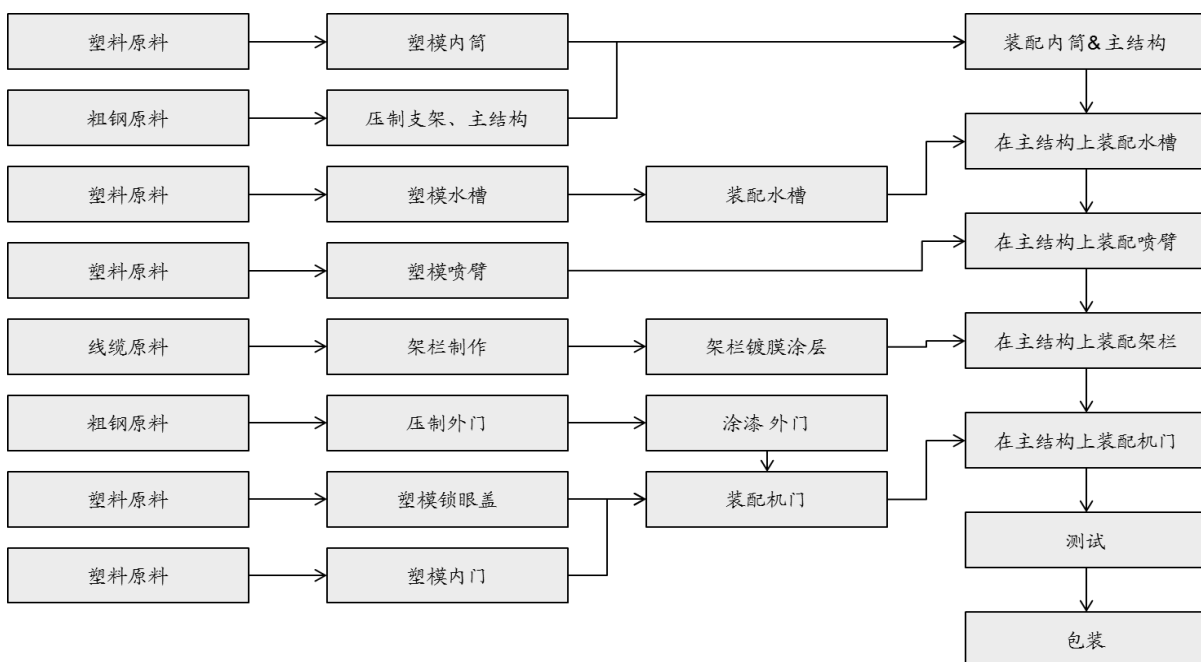 塑料原料
塑模内筒
装配内筒&主结构
粗钢原料
压制支架、主结构
在主结构上装配水槽
塑料原料
塑模水槽
装配水槽
塑料原料
塑模喷臂
在主结构上装配喷臂
线缆原料
架栏制作
架栏镀膜涂层
在主结构上装配架栏
粗钢原料
压制外门
涂漆 外门
在主结构上装配机门
塑料原料
塑模锁眼盖
装配机门
测试
塑料原料
塑模内门
包装